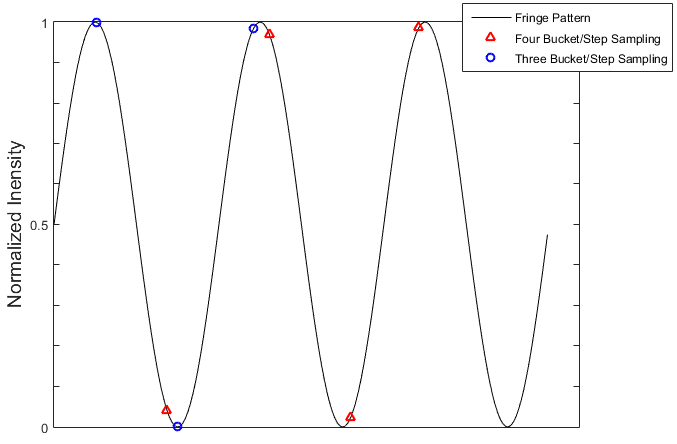 1
0.5
0
Normalized Inensity
Fringe Pattern
Four Bucket/Step Sampling
Three Bucket/Step Sampling